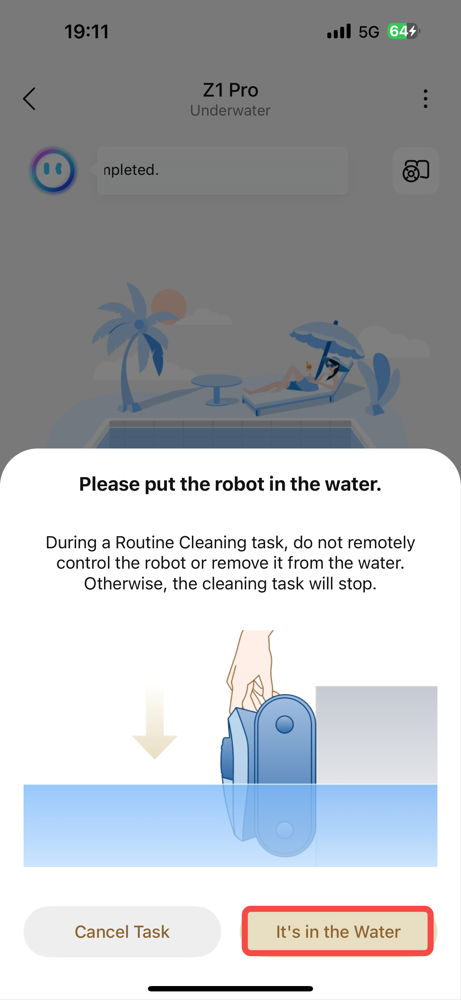 19:11
5G
64
Z1 Pro
Underwater
mpleted.
Please put the robot in the water.
During a Routine Cleaning task, do not remotely
control the robot or remove it from the water.
Otherwise, the cleaning task will stop.
Cancel Task
It's in the Water